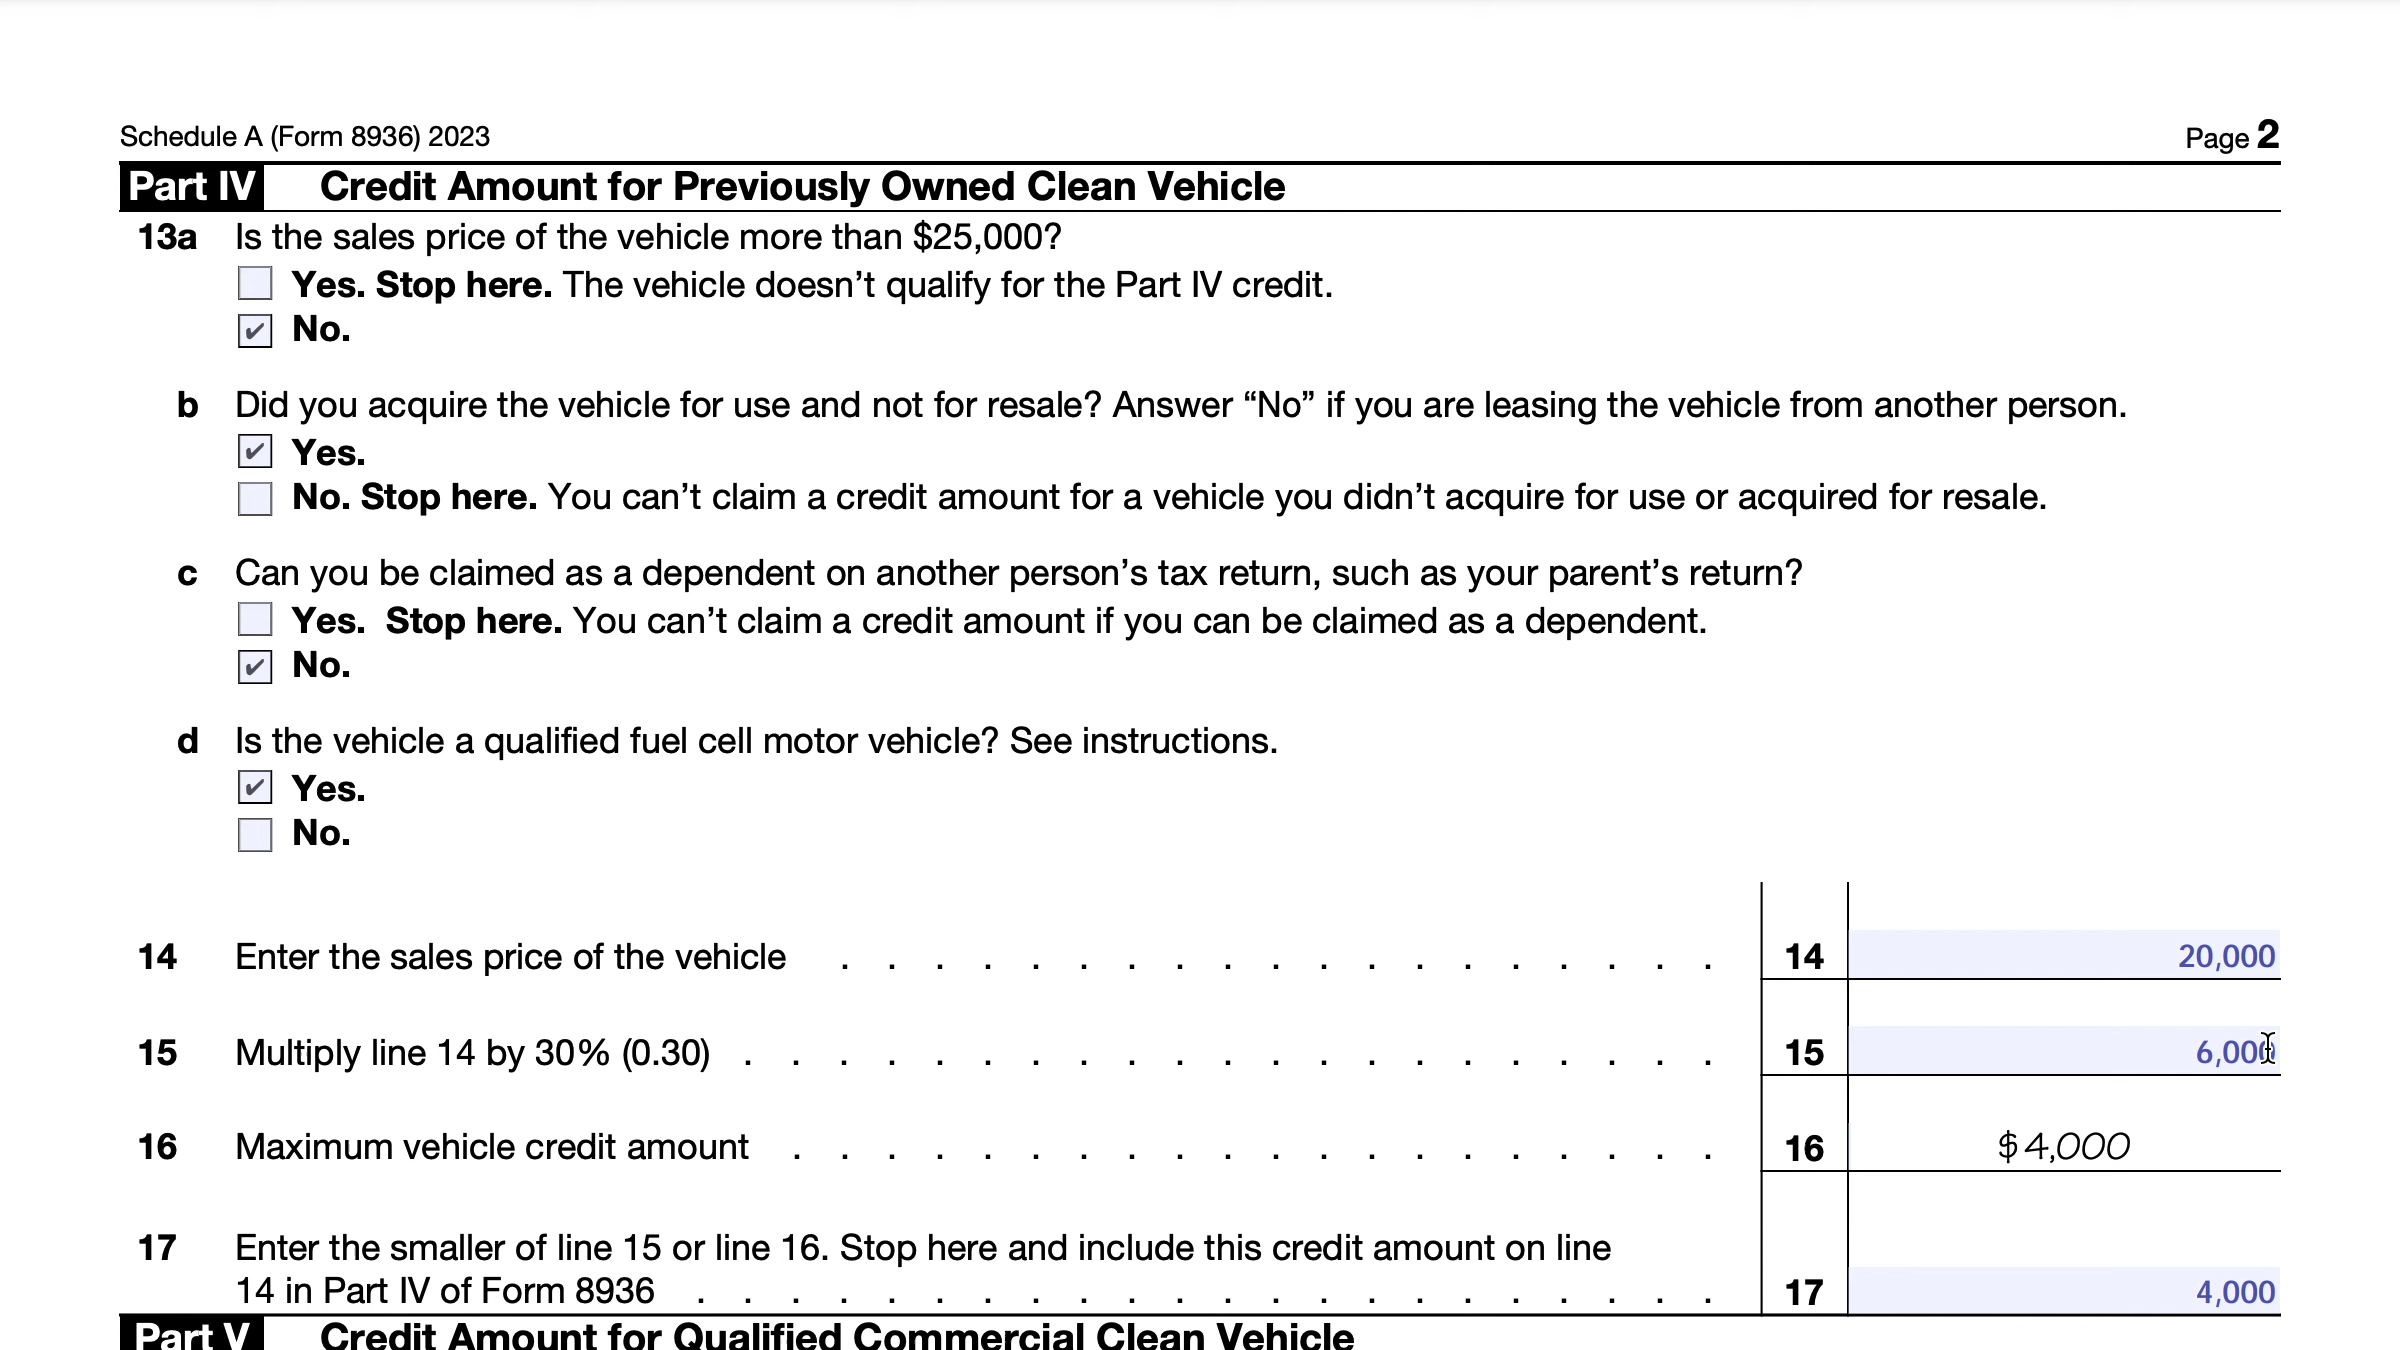 Schedule A (Form 8936) 2023 Page 2
Part IV Credit Amount for Previously Owned Clean Vehicle
13a Is the sales price of the vehicle more than $25,000?
Yes. Stop here. The vehicle doesn’t qualify for the Part IV credit.
✔ No.
b Did you acquire the vehicle for use and not for resale? Answer “No” if you are leasing the vehicle from another person.
✔ Yes.
No. Stop here. You can’t claim a credit amount for a vehicle you didn’t acquire for use or acquired for resale.
c Can you be claimed as a dependent on another person’s tax return, such as your parent’s return?
Yes. Stop here. You can’t claim a credit amount if you can be claimed as a dependent.
✔ No.
d Is the vehicle a qualified fuel cell motor vehicle? See instructions.
✔ Yes.
No.
14 Enter the sales price of the vehicle . . . . . . . . . . . . . . . . . . . 14 20,000
15 Multiply line 14 by 30% (0.30) . . . . . . . . . . . . . . . . . . . . . 15 6,000
16 Maximum vehicle credit amount . . . . . . . . . . . . . . . . . . . . 16 $4,000
17 Enter the smaller of line 15 or line 16. Stop here and include this credit amount on line
14 in Part IV of Form 8936 . . . . . . . . . . . . . . . . . . . . . . 17 4,000
Part V Credit Amount for Qualified Commercial Clean Vehicle